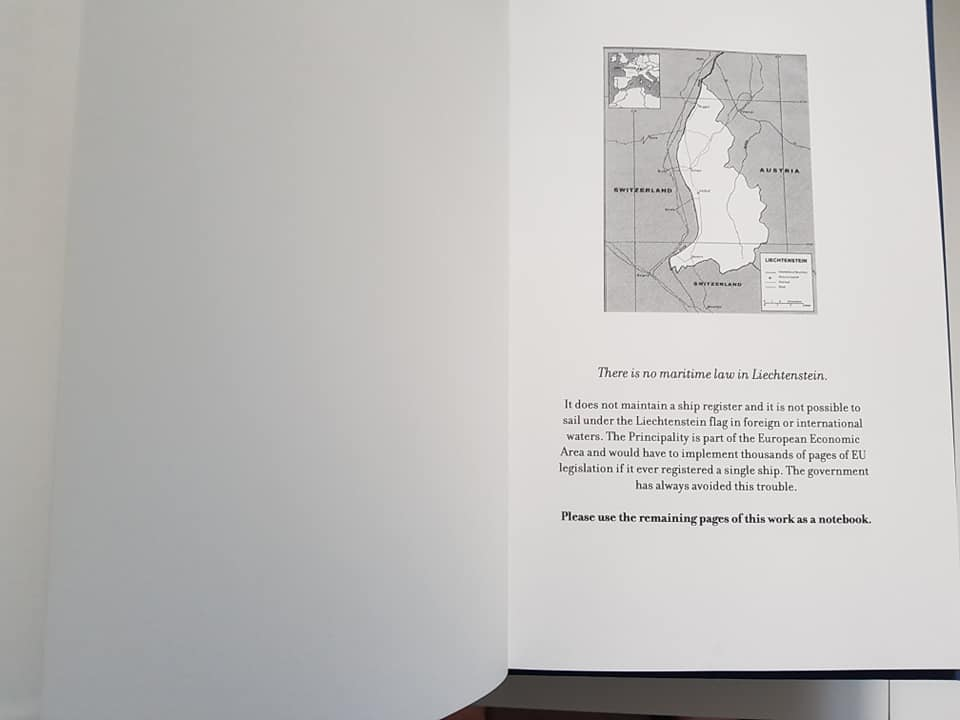 AUSTRIA
SWITZERLAND
LIECHTENSTEIN
SWITZERLAND
There is no maritime law in Liechtenstein.
It does not maintain a ship register and it is not possible to
sail under the Liechtenstein flag in foreign or international
waters. The Principality is part of the European Economic
Area and would have to implement thousands of pages of EU
legislation if it ever registered a single ship. The government
has always avoided this trouble.
Please use the remaining pages of this work as a notebook.